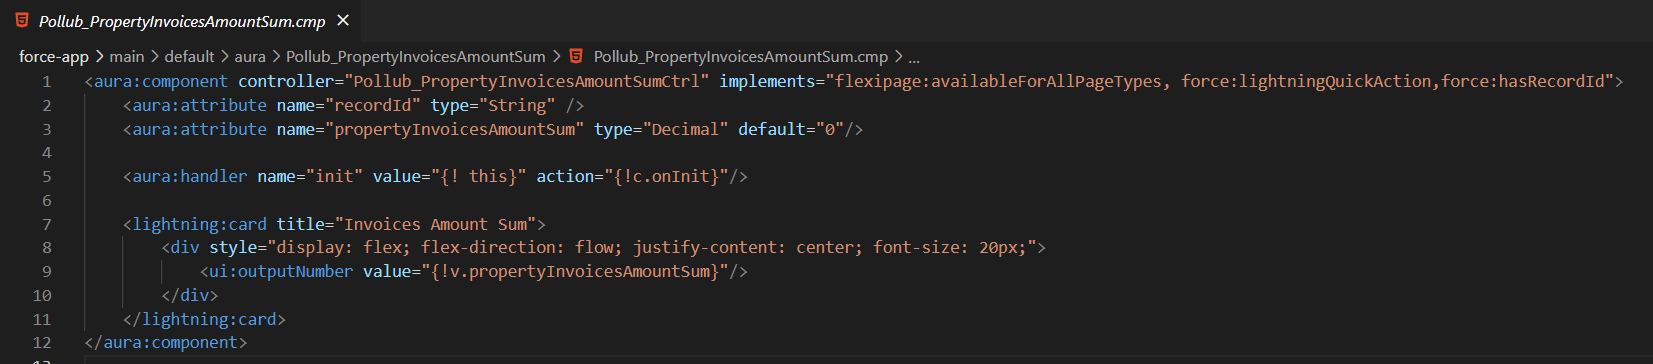 Pollub_PropertyInvoicesAmountSum.cmp ×
force-app > main > default > aura > Pollub_PropertyInvoicesAmountSum > Pollub_PropertyInvoicesAmountSum.cmp > ...
1 <aura:component controller="Pollub_PropertyInvoicesAmountSumCtrl" implements="flexipage:availableForAllPageTypes, force:lightningQuickAction,force:hasRecordId">
2     <aura:attribute name="recordId" type="String" />
3     <aura:attribute name="propertyInvoicesAmountSum" type="Decimal" default="0"/>
4
5     <aura:handler name="init" value="{! this}" action="{!c.onInit}"/>
6
7     <lightning:card title="Invoices Amount Sum">
8         <div style="display: flex; flex-direction: flow; justify-content: center; font-size: 20px;">
9             <ui:outputNumber value="{!v.propertyInvoicesAmountSum}"/>
10         </div>
11     </lightning:card>
12 </aura:component>
13